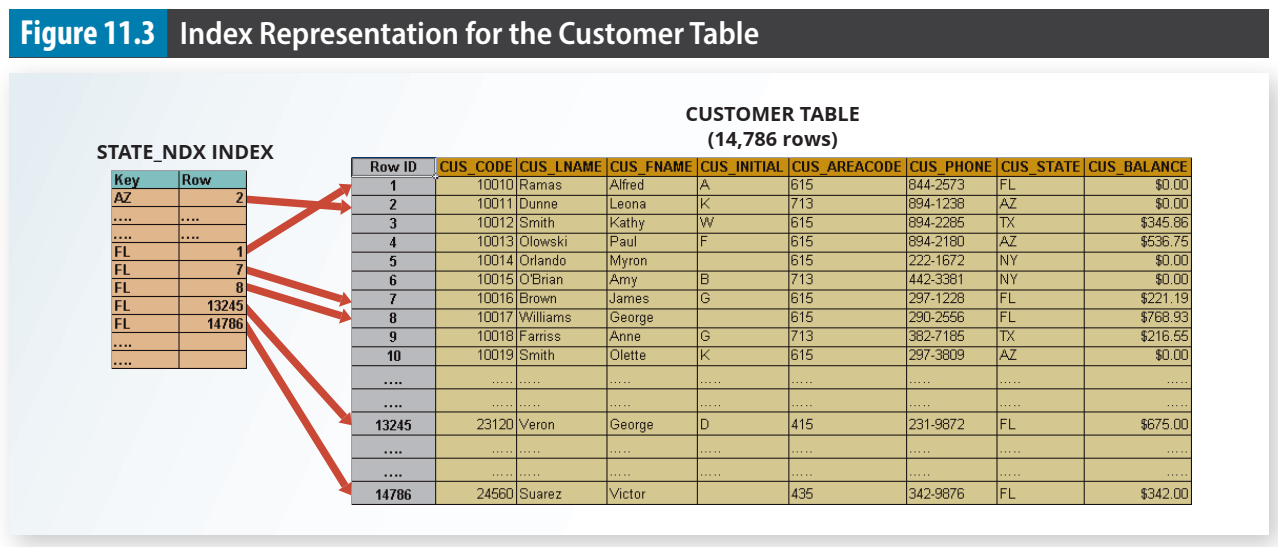 Figure 11.3 Index Representation for the Customer Table
CUSTOMER TABLE
(14,786 rows)
STATE_NDX INDEX
Key Row
AZ 2
.... ....
.... ....
FL 1
FL 7
FL 8
FL 13245
FL 14786
....
....
Row ID CUS_CODE CUS_LNAME CUS_FNAME CUS_INITIAL CUS_AREACODE CUS_PHONE CUS_STATE CUS_BALANCE
1 10010 Ramas Alfred A 615 844-2573 FL $0.00
2 10011 Dunne Leona K 713 894-1238 AZ $0.00
3 10012 Smith Kathy W 615 894-2285 TX $345.86
4 10013 Olowski Paul F 615 894-2180 AZ $536.75
5 10014 Orlando Myron 615 222-1672 NY $0.00
6 10015 O'Brian Amy B 713 442-3381 NY $0.00
7 10016 Brown James G 615 297-1228 FL $221.19
8 10017 Williams George 615 290-2556 FL $768.93
9 10018 Farriss Anne G 713 382-7185 TX $216.55
10 10019 Smith Olette K 615 297-3809 AZ $0.00
.... ..... ..... ..... ..... ..... ..... ..... .....
.... ..... ..... ..... ..... ..... ..... ..... .....
13245 23120 Veron George D 415 231-9872 FL $675.00
.... ..... ..... ..... ..... ..... ..... ..... .....
.... ..... ..... ..... ..... ..... ..... ..... .....
14786 24560 Suarez Victor 435 342-9876 FL $342.00